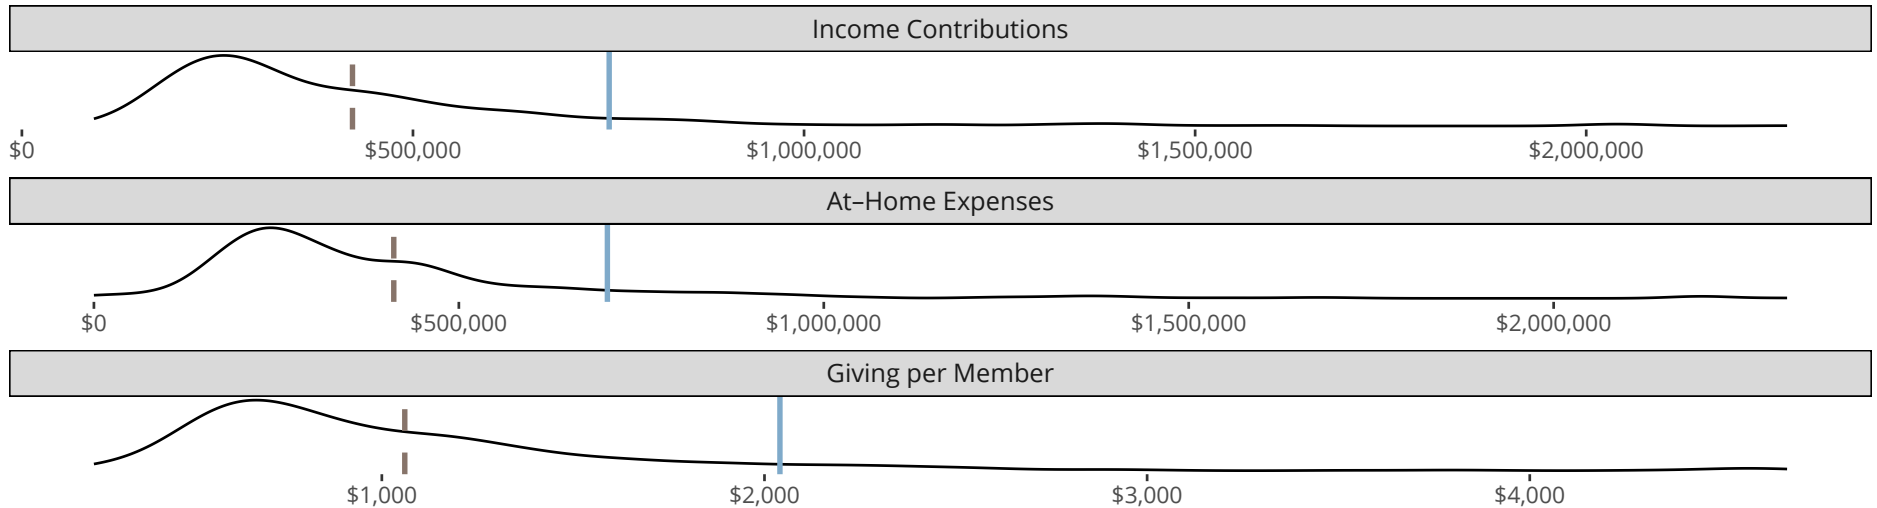 Income Contributions
$0 $500,000 $1,000,000 $1,500,000 $2,000,000
At–Home Expenses
$0 $500,000 $1,000,000 $1,500,000 $2,000,000
Giving per Member
$1,000 $2,000 $3,000 $4,000